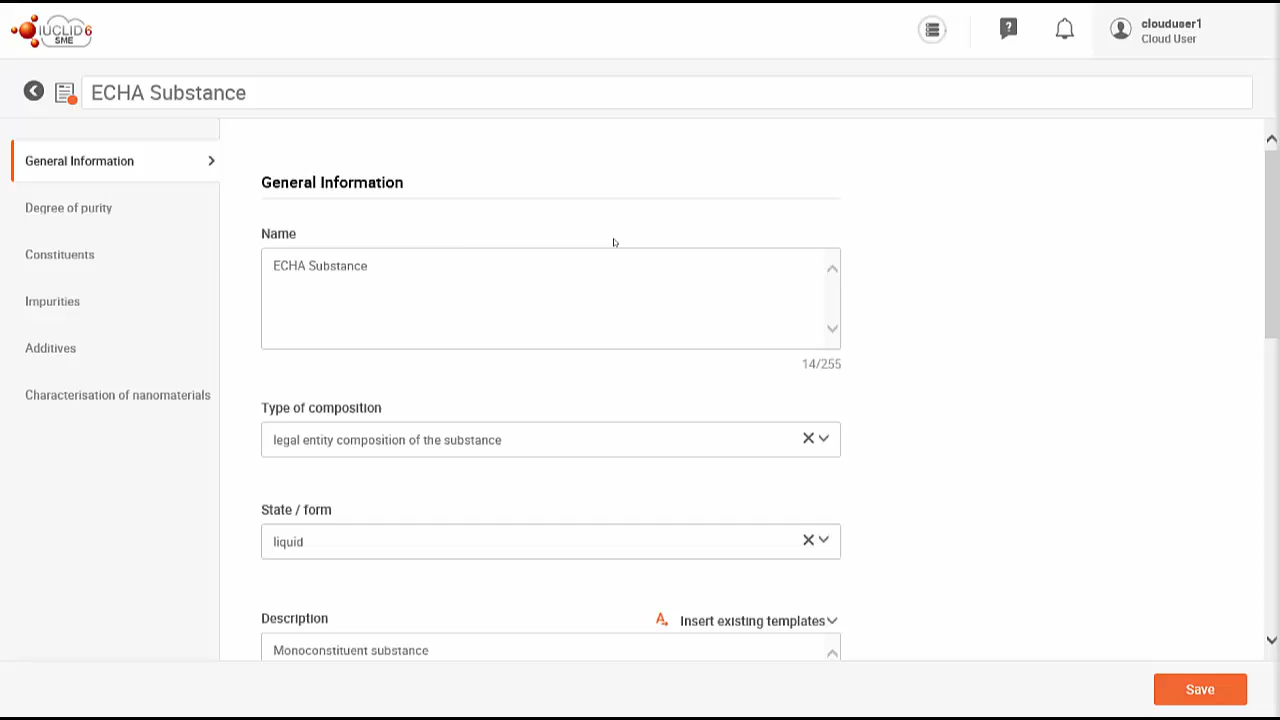 IUCLID 6
SME
?
clouduser1
Cloud User
ECHA Substance
General Information
Degree of purity
Constituents
Impurities
Additives
Characterisation of nanomaterials
General Information
Name
ECHA Substance
14/255
Type of composition
legal entity composition of the substance
State / form
liquid
Description
A Insert existing templates
Monoconstituent substance
Save